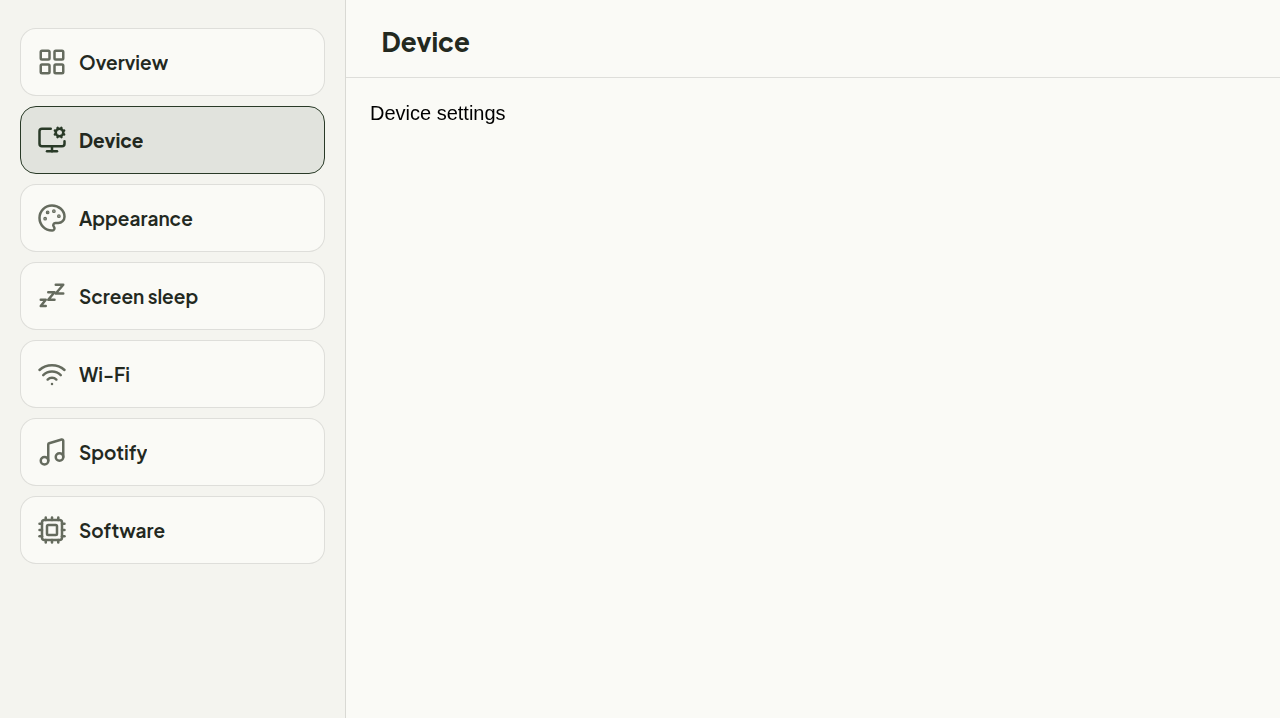 Overview
Device
Appearance
Screen sleep
Wi-Fi
Spotify
Software
Device
Device settings